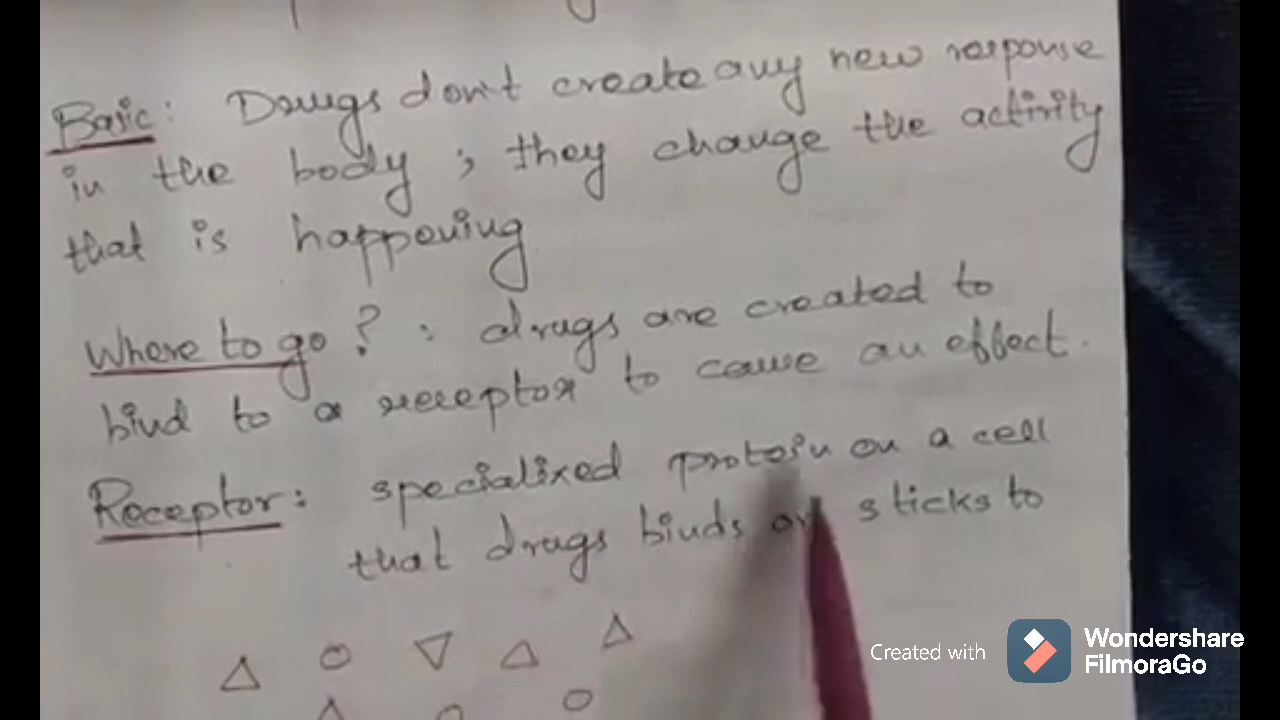 Basic: Drugs don't create any new response
in the body ; they change the activity
that is happening
Where to go ? : drugs are created to
bind to a receptor to cause an effect.
Receptor: specialized protein on a cell
that drugs binds or sticks to
Created with Wondershare
FilmoraGo